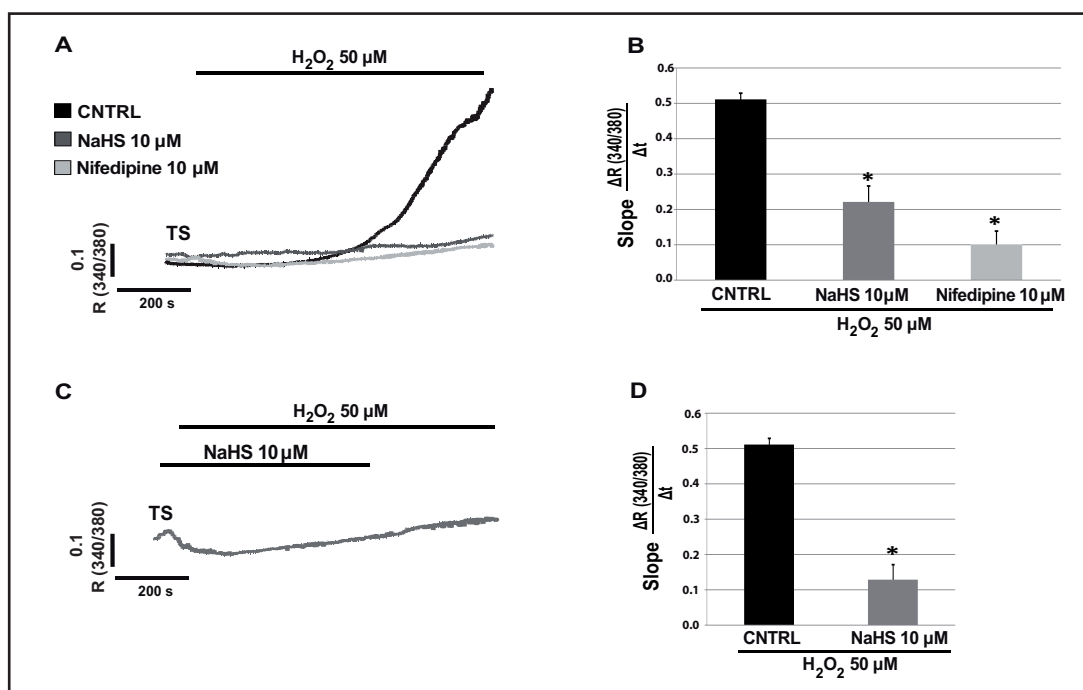 A
H₂O₂ 50 µM
CNTRL
NaHS 10 µM
Nifedipine 10 µM
TS
0.1
R (340/380)
200 s
B
0.6
0.5
0.4
0.3
0.2
0.1
0.0
Slope ΔR (340/380)
Δt
*
*
CNTRL
NaHS 10µM
Nifedipine 10 µM
H₂O₂ 50 µM
C
H₂O₂ 50 µM
NaHS 10 µM
TS
0.1
R (340/380)
200 s
D
0.6
0.5
0.4
0.3
0.2
0.1
0.0
Slope ΔR (340/380)
Δt
*
CNTRL
NaHS 10 µM
H₂O₂ 50 µM